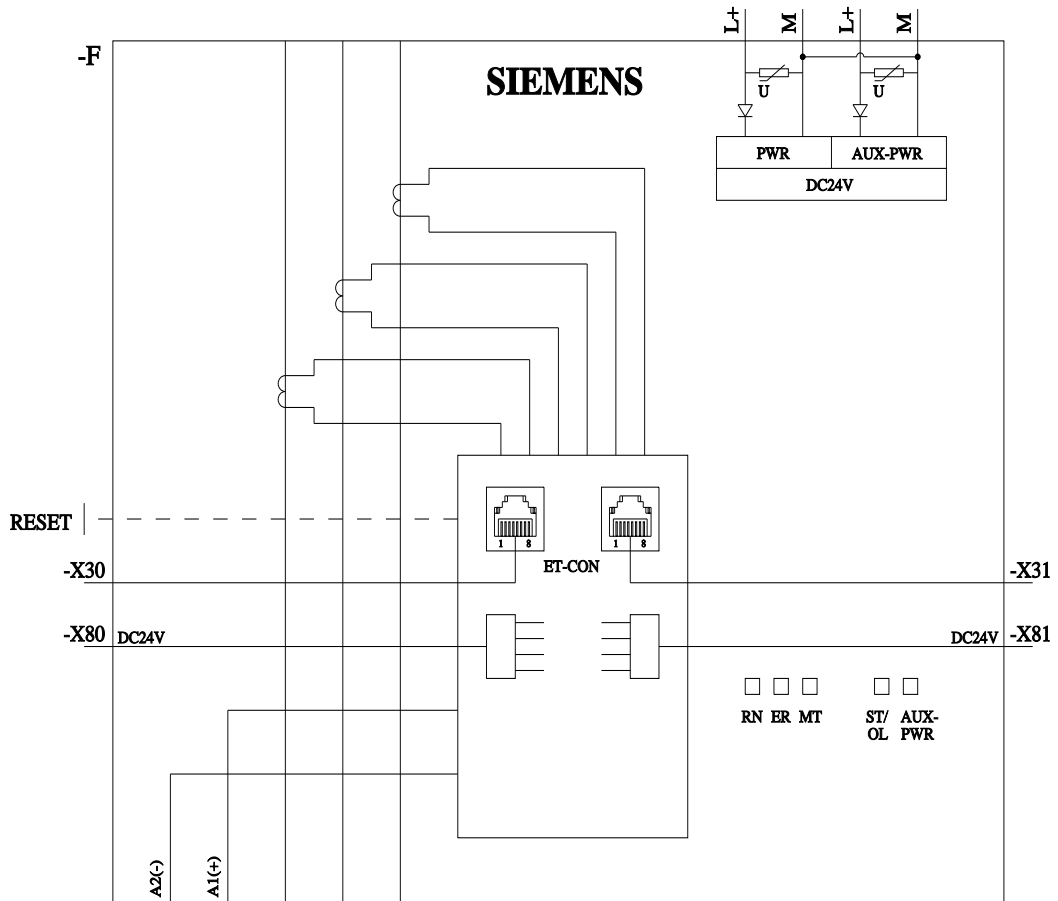 L+ M L+ M
-F
SIEMENS
U U
PWR AUX-PWR
DC24V
RESET
1 8 1 8
ET-CON
-X30 -X31
-X80 DC24V DC24V -X81
RN ER MT ST/ AUX-
OL PWR
A2(-) A1(+)